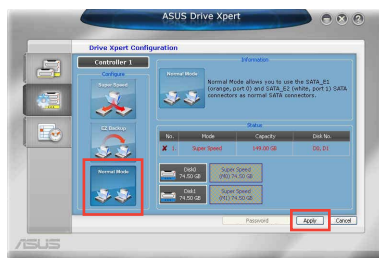 ASUS Drive Xpert
Drive Xpert Configuration
Controller 1
Configure
Super Speed
EZ Backup
Normal Mode
Information
Normal Mode
Normal Mode allows you to use the SATA_E1
(orange, port 0) and SATA_E2 (white, port 1) SATA
connectors as normal SATA connectors.
Status
No. Mode Capacity Disk No.
X 1 Super Speed 149.00 GB D0, D1
Disk0
74.50 GB
Super Speed
(M0) 74.50 GB
Disk1
74.50 GB
Super Speed
(M1) 74.50 GB
Password Apply Cancel
ASUS